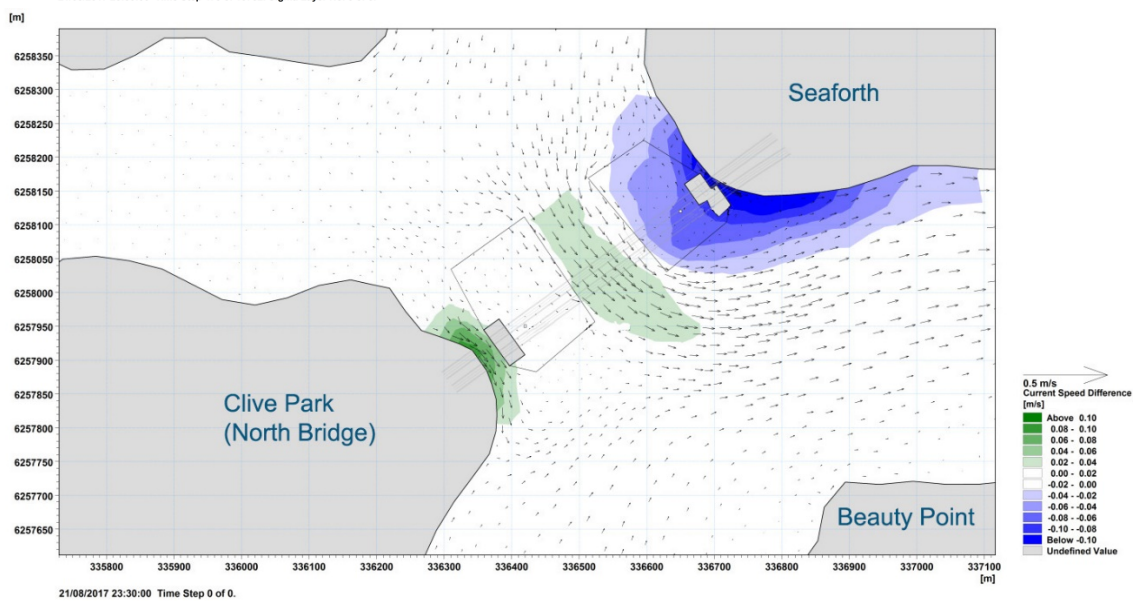 [m]
6258350
6258300
6258250
6258200
6258150
6258100
6258050
6258000
6257950
6257900
6257850
6257800
6257750
6257700
6257650
Seaforth
Clive Park
(North Bridge)
Beauty Point
335800 335900 336000 336100 336200 336300 336400 336500 336600 336700 336800 336900 337000 337100
[m]
0.5 m/s
Current Speed Difference
[m/s]
Above 0.10
0.08 - 0.10
0.06 - 0.08
0.04 - 0.06
0.02 - 0.04
0.00 - 0.02
-0.02 - 0.00
-0.04 - -0.02
-0.06 - -0.04
-0.08 - -0.06
-0.10 - -0.08
Below -0.10
Undefined Value
21/08/2017 23:30:00 Time Step 0 of 0.